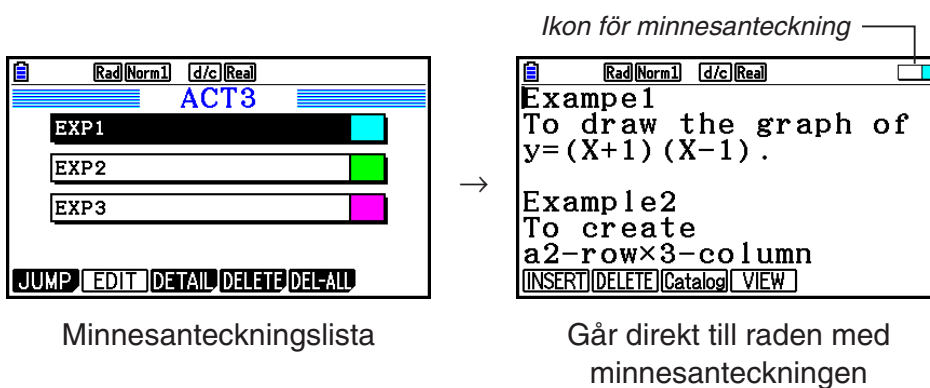 Ikon för minnesanteckning
Rad Norm1 d/c Real
ACT3
EXP1
EXP2
EXP3
JUMP EDIT DETAIL DELETE DEL-ALL
→
Rad Norm1 d/c Real
Exampe1
To draw the graph of
y=(X+1)(X−1).
Example2
To create
a2−row×3−column
INSERT DELETE Catalog VIEW
Minnesanteckningslista
Går direkt till raden med
minnesanteckningen